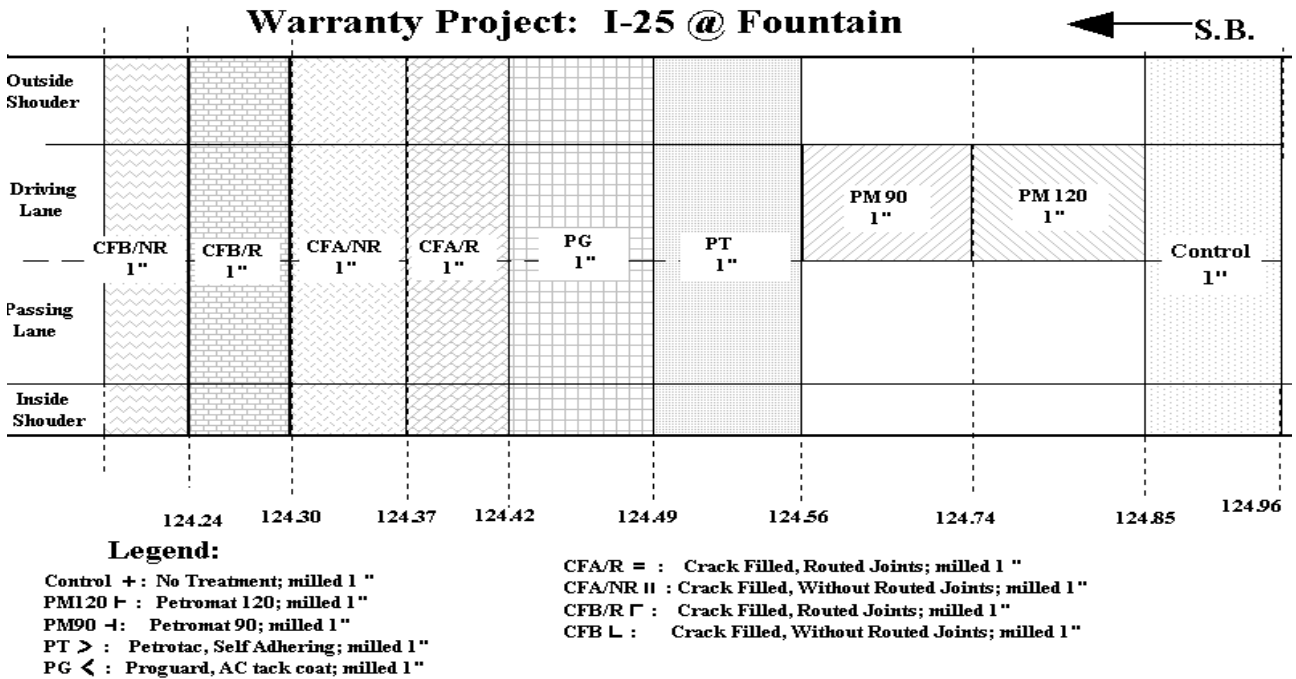 Warranty Project: I-25 @ Fountain
S.B.
Outside
Shouder
Driving
Lane
Passing
Lane
Inside
Shouder
CFB/NR
1"
CFB/R
1"
CFA/NR
1"
CFA/R
1"
PG
1"
PT
1"
PM 90
1"
PM 120
1"
Control
1"
124.24 124.30 124.37 124.42 124.49 124.56 124.74 124.85 124.96
Legend:
Control + : No Treatment; milled 1 "
PM120 ⊢ : Petromat 120; milled 1"
PM90 ⊣: Petromat 90; milled 1"
PT > : Petrotac, Self Adhering; milled 1"
PG < : Proguard, AC tack coat; milled 1"
CFA/R = : Crack Filled, Routed Joints; milled 1"
CFA/NR II : Crack Filled, Without Routed Joints; milled 1"
CFB/R Γ : Crack Filled, Routed Joints; milled 1"
CFB L : Crack Filled, Without Routed Joints; milled 1"